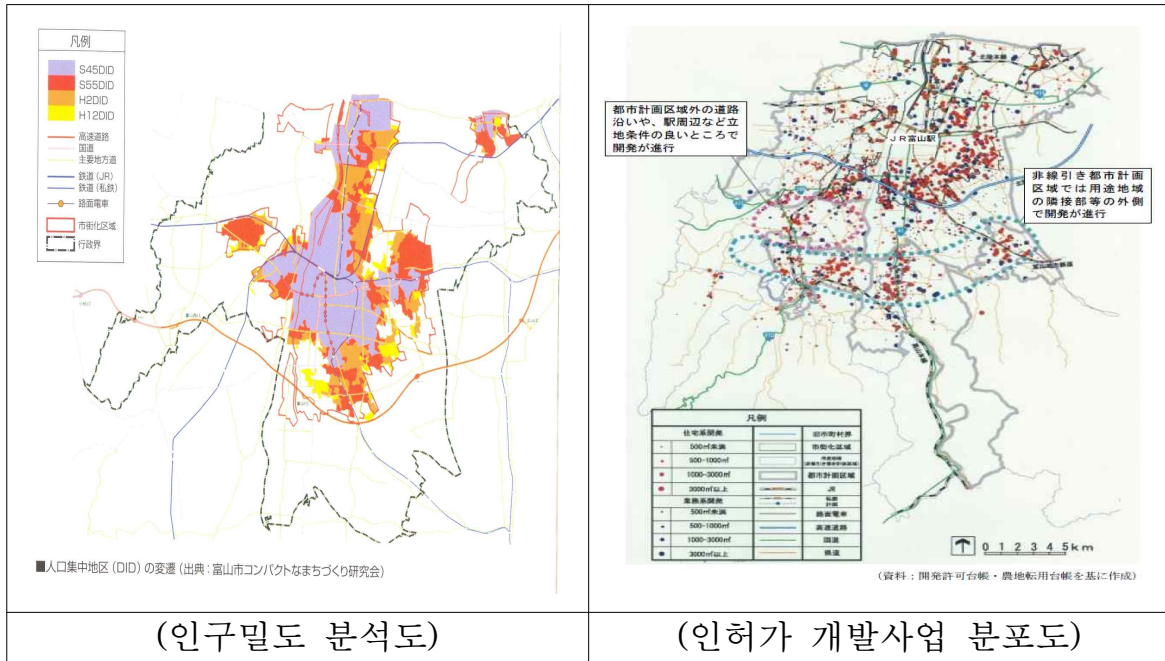 凡例
S45DID
S55DID
H2DID
H12DID
高速道路
国道
主要地方道
鉄道(JR)
鉄道(私鉄)
路面電車
市街化区域
行政界
■人口集中地区(DID)の変遷(出典:富山市コンパクトなまちづくり研究会)
都市計画区域外の道路
沿いや、駅周辺など立
地条件の良いところで
開発が進行
北陸本線
JR富山駅
非線引き都市計画
区域では用途地域
の隣接部等の外側
で開発が進行
凡例
住宅系開発
旧市町村界
500㎡未満
市街化区域
500-1000㎡
1000-3000㎡
都市計画区域
3000㎡以上
JR
業務系開発
私鉄
500㎡未満
路面電車
500-1000㎡
高速道路
1000-3000㎡
国道
3000㎡以上
県道
0 1 2 3 4 5km
(資料:開発許可台帳・農地転用台帳を基に作成)
(인구밀도 분석도)
(인허가 개발사업 분포도)